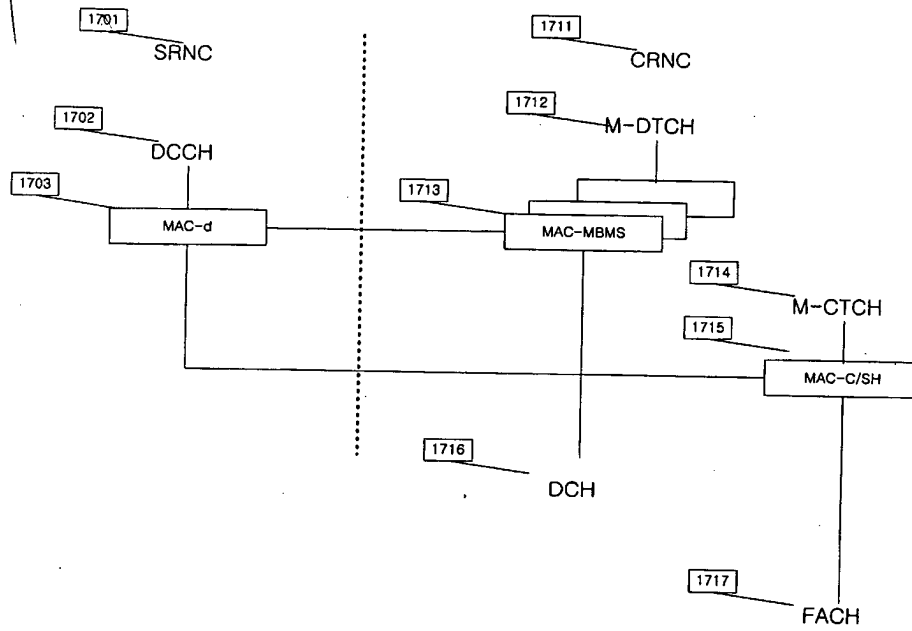 1701
SRNC
1711
CRNC
1702
DCCH
1712
M-DTCH
1703
MAC-d
1713
MAC-MBMS
1714
M-CTCH
1715
MAC-C/SH
1716
DCH
1717
FACH